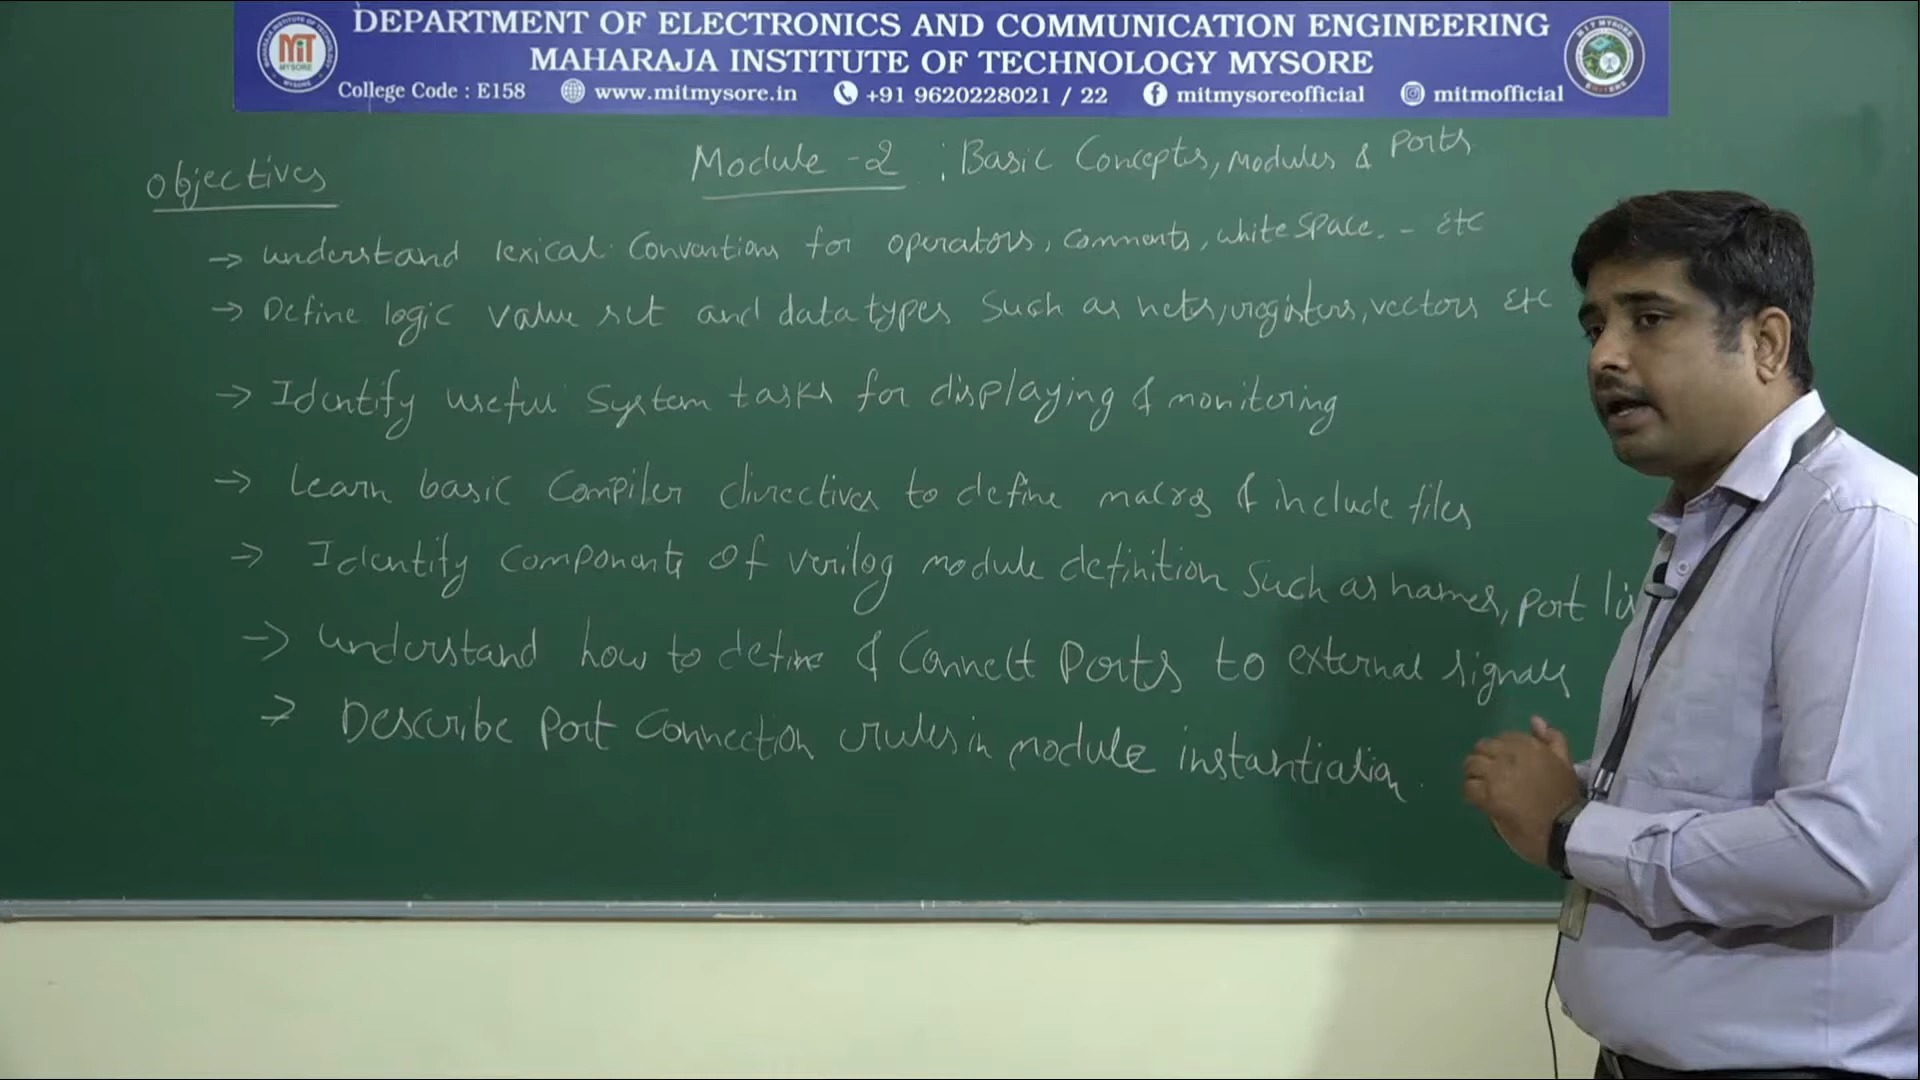 DEPARTMENT OF ELECTRONICS AND COMMUNICATION ENGINEERING
MAHARAJA INSTITUTE OF TECHNOLOGY MYSORE
College Code : E158 www.mitmysore.in +91 9620228021 / 22 mitmysoreofficial mitmofficial
MIT
MYSORE
Module - 2 : Basic Concepts, modules & Ports
Objectives
→ understand lexical Conventions for operators, comments, white space. - Etc
→ Define logic value set and data types Such as nets, registers, vectors Etc
→ Identify useful System tasks for displaying & monitoring
→ Learn basic Compiler directives to define macros & include files
→ Identify components of verilog module definition Such as names, port
→ understand how to define & Connect Ports to external signals
→ Describe port connection rules in module instantiation.